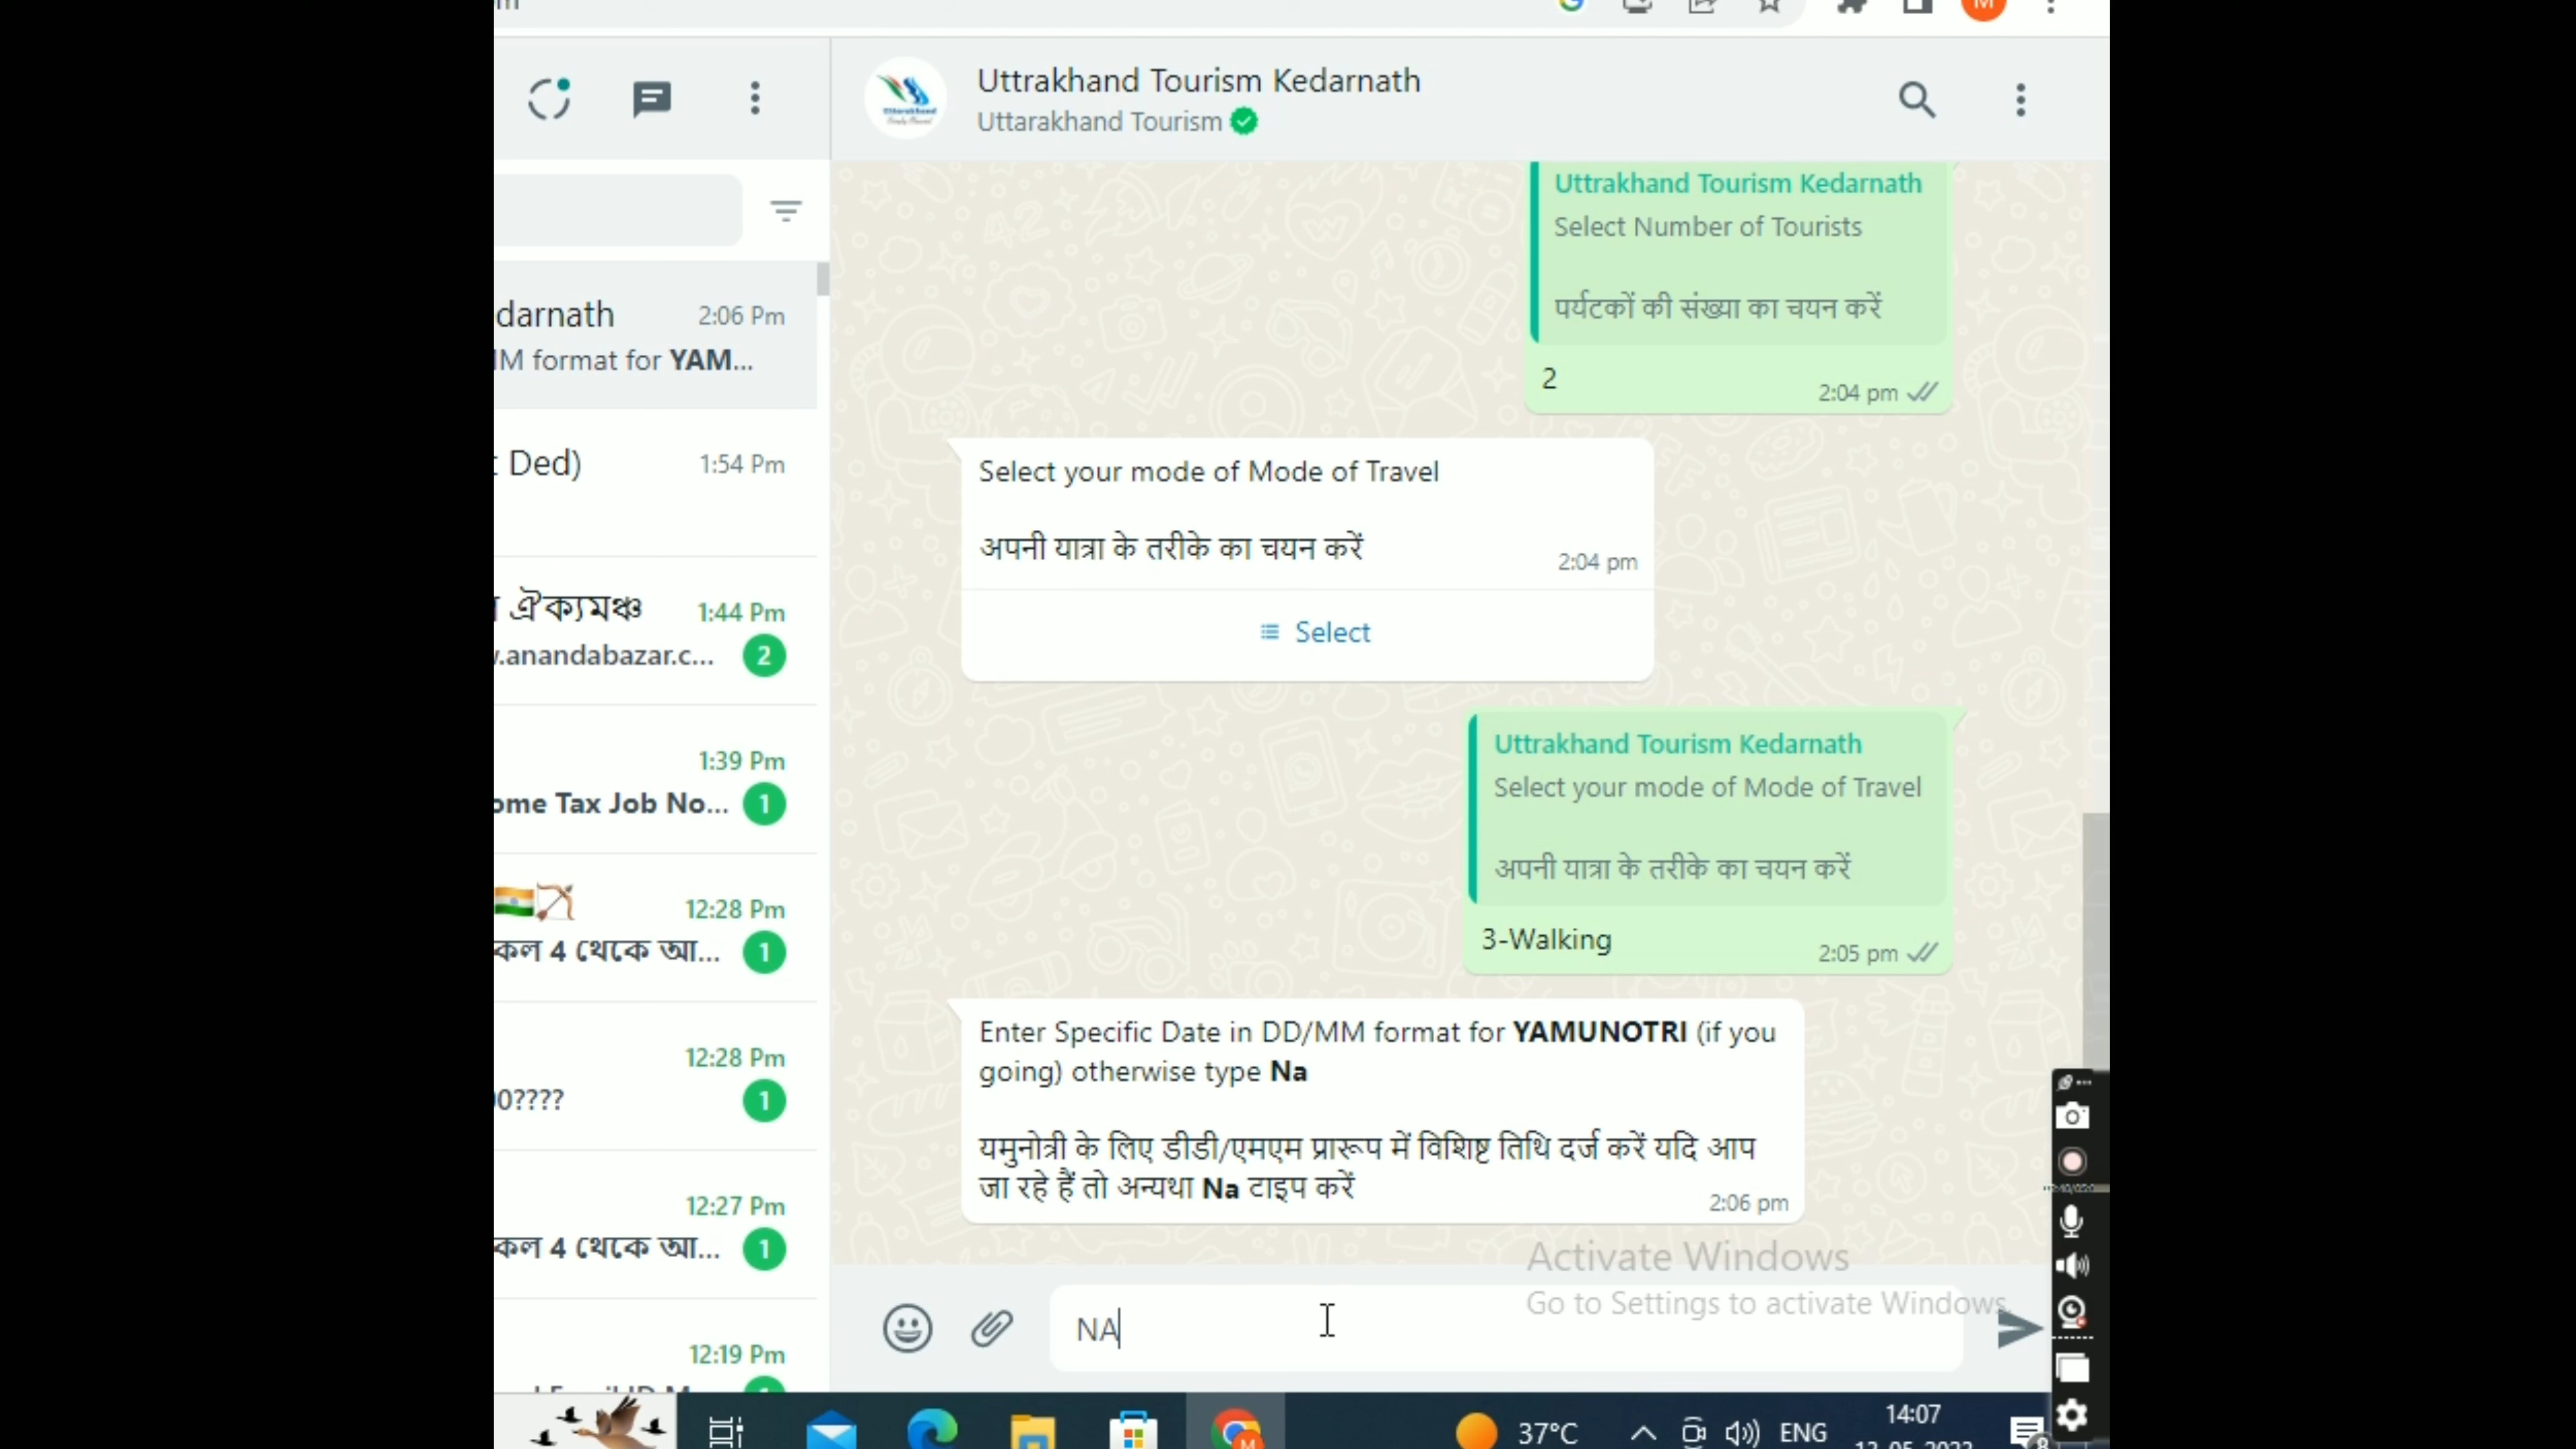 Uttrakhand Tourism Kedarnath
Uttarakhand Tourism
darnath 2:06 Pm
M format for YAM...
Ded) 1:54 Pm
ঐক্যমঞ্চ 1:44 Pm
.anandabazar.c... 2
1:39 Pm
ome Tax Job No... 1
12:28 Pm
কল 4 থেকে আ... 1
12:28 Pm
0???? 1
12:27 Pm
কল 4 থেকে আ... 1
12:19 Pm
Uttrakhand Tourism Kedarnath
Select Number of Tourists
पर्यटकों की संख्या का चयन करें
2
2:04 pm
Select your mode of Mode of Travel
अपनी यात्रा के तरीके का चयन करें
2:04 pm
Select
Uttrakhand Tourism Kedarnath
Select your mode of Mode of Travel
अपनी यात्रा के तरीके का चयन करें
3-Walking
2:05 pm
Enter Specific Date in DD/MM format for YAMUNOTRI (if you
going) otherwise type Na
यमुनोत्री के लिए डीडी/एमएम प्रारूप में विशिष्ट तिथि दर्ज करें यदि आप
जा रहे हैं तो अन्यथा Na टाइप करें
2:06 pm
Activate Windows
Go to Settings to activate Windows.
NA
37°C
ENG
14:07